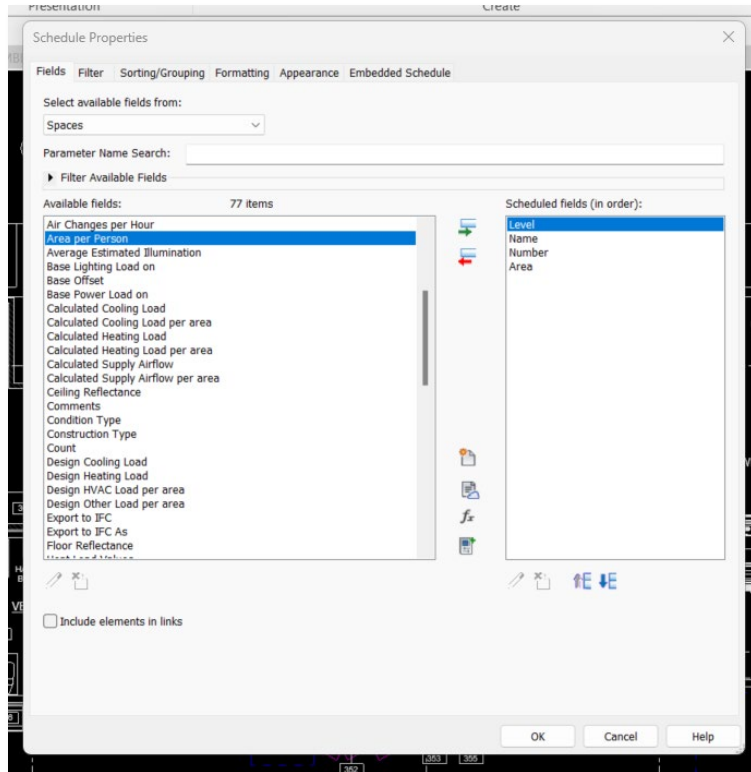 Presentation
Create
Schedule Properties
Fields Filter Sorting/Grouping Formatting Appearance Embedded Schedule
Select available fields from:
Spaces
Parameter Name Search:
Filter Available Fields
Available fields: 77 items
Scheduled fields (in order):
Air Changes per Hour
Area per Person
Average Estimated Illumination
Base Lighting Load on
Base Offset
Base Power Load on
Calculated Cooling Load
Calculated Cooling Load per area
Calculated Heating Load
Calculated Heating Load per area
Calculated Supply Airflow
Calculated Supply Airflow per area
Ceiling Reflectance
Comments
Condition Type
Construction Type
Count
Design Cooling Load
Design Heating Load
Design HVAC Load per area
Design Other Load per area
Export to IFC
Export to IFC As
Floor Reflectance
Level
Name
Number
Area
fx
Include elements in links
OK Cancel Help
353 355
352